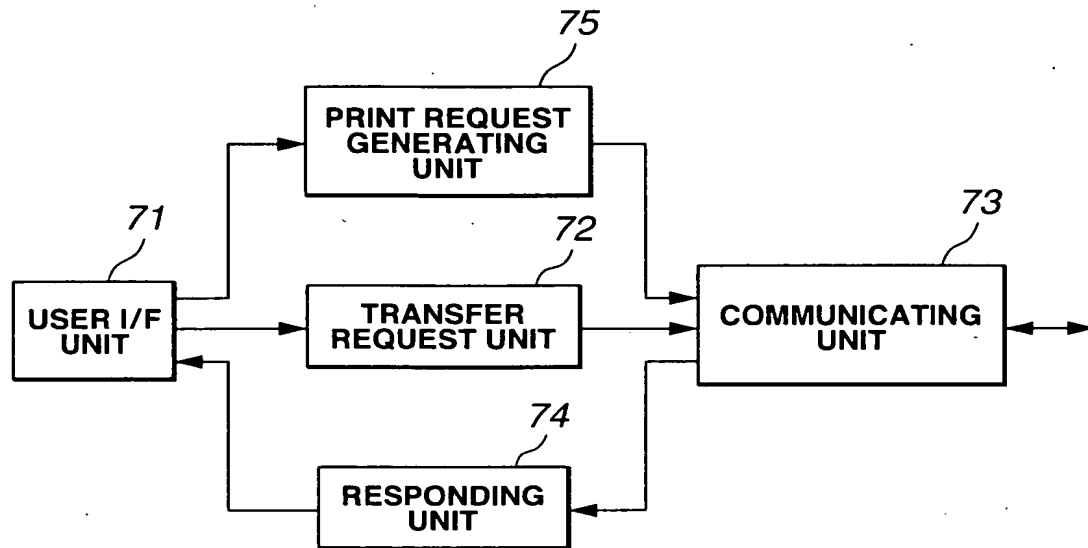 75
PRINT REQUEST
GENERATING
UNIT
71
USER I/F
UNIT
72
TRANSFER
REQUEST UNIT
73
COMMUNICATING
UNIT
74
RESPONDING
UNIT